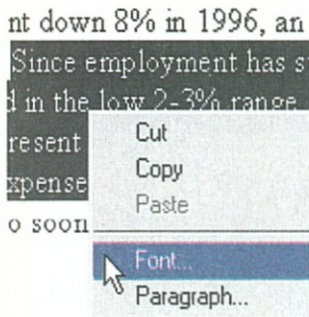 nt down 8% in 1996, an
Since employment has s
d in the low 2-3% range
resent
xpense
o soon
Cut
Copy
Paste
Font...
Paragraph...